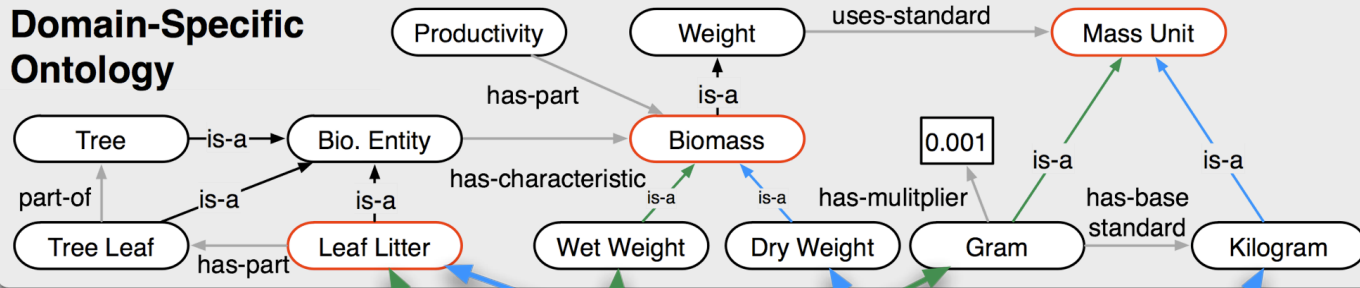 Domain-Specific
Ontology
Productivity
Weight
uses-standard
Mass Unit
has-part
is-a
Tree
is-a
Bio. Entity
Biomass
0.001
is-a
is-a
part-of
is-a
is-a
has-characteristic
is-a
is-a
has-mulitplier
has-base
standard
Tree Leaf
has-part
Leaf Litter
Wet Weight
Dry Weight
Gram
Kilogram